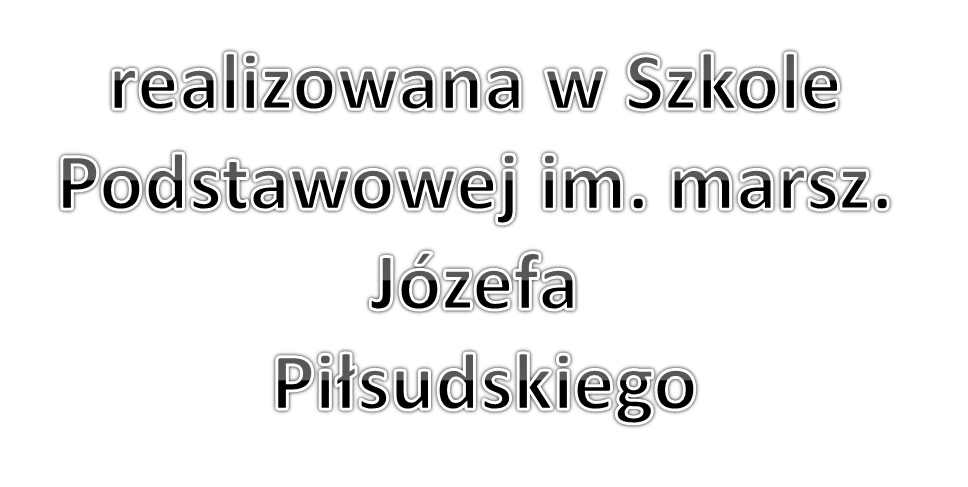 realizowana w Szkole
Podstawowej im. marsz.
Józefa
Piłsudskiego